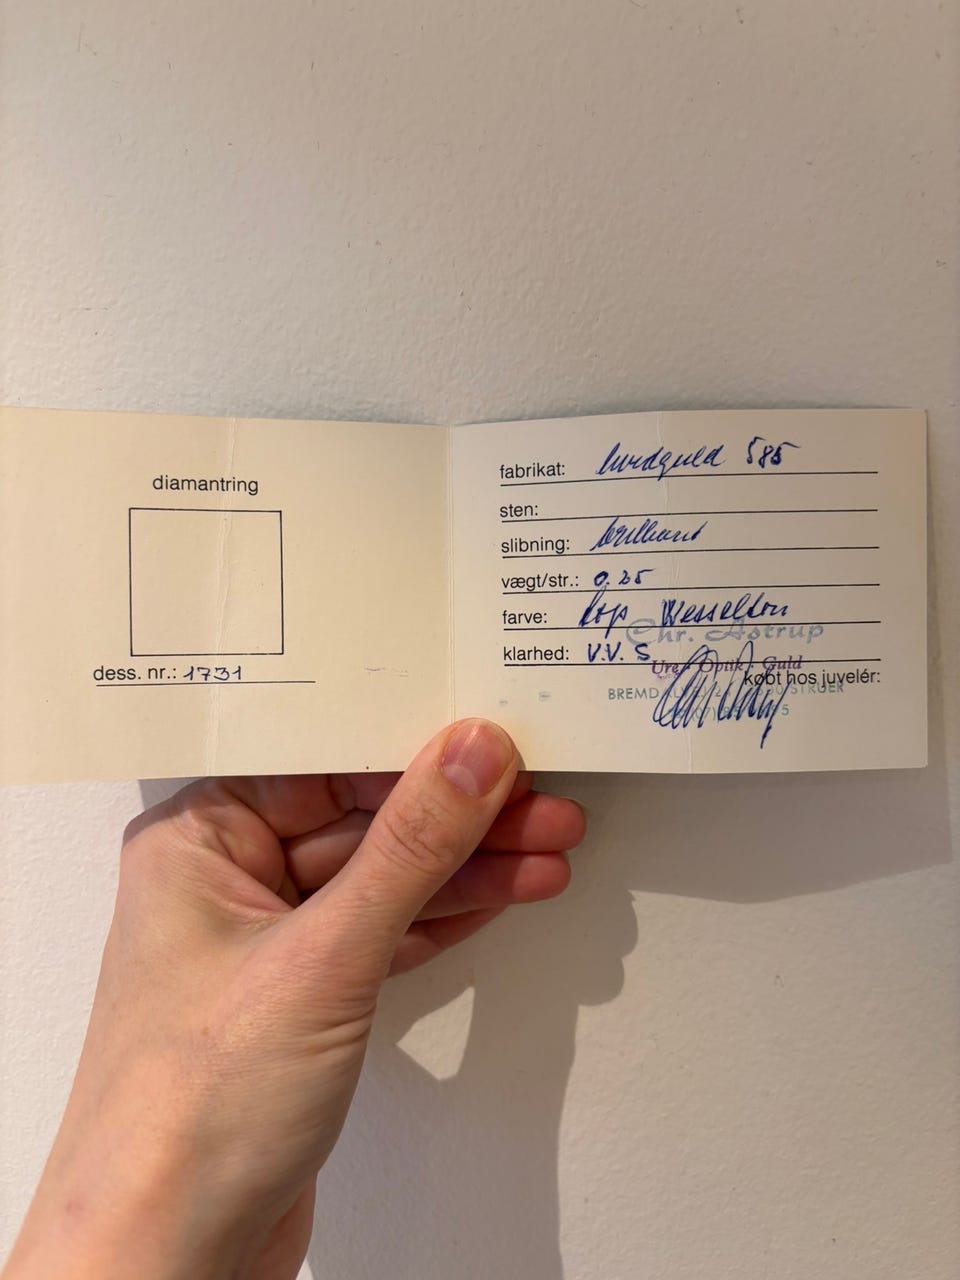 diamantring
dess. nr.: 1731
fabrikat: hvidguld 585
sten:
slibning: brillant
vægt/str.: 0.25
farve: top Wesselton
klarhed: V.V. S
Chr. Astrup
Ure · Optik · Guld
købt hos juvelér:
STRUER